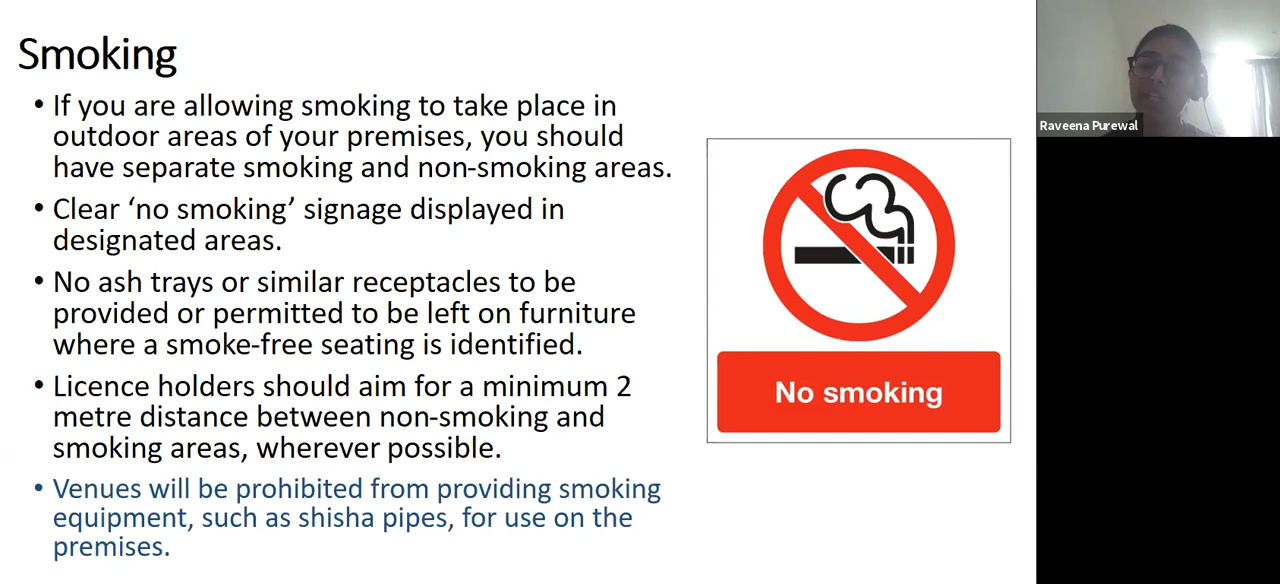 Smoking
• If you are allowing smoking to take place in
outdoor areas of your premises, you should
have separate smoking and non-smoking areas.
• Clear ‘no smoking’ signage displayed in
designated areas.
• No ash trays or similar receptacles to be
provided or permitted to be left on furniture
where a smoke-free seating is identified.
• Licence holders should aim for a minimum 2
metre distance between non-smoking and
smoking areas, wherever possible.
• Venues will be prohibited from providing smoking
equipment, such as shisha pipes, for use on the
premises.
No smoking
Raveena Purewal